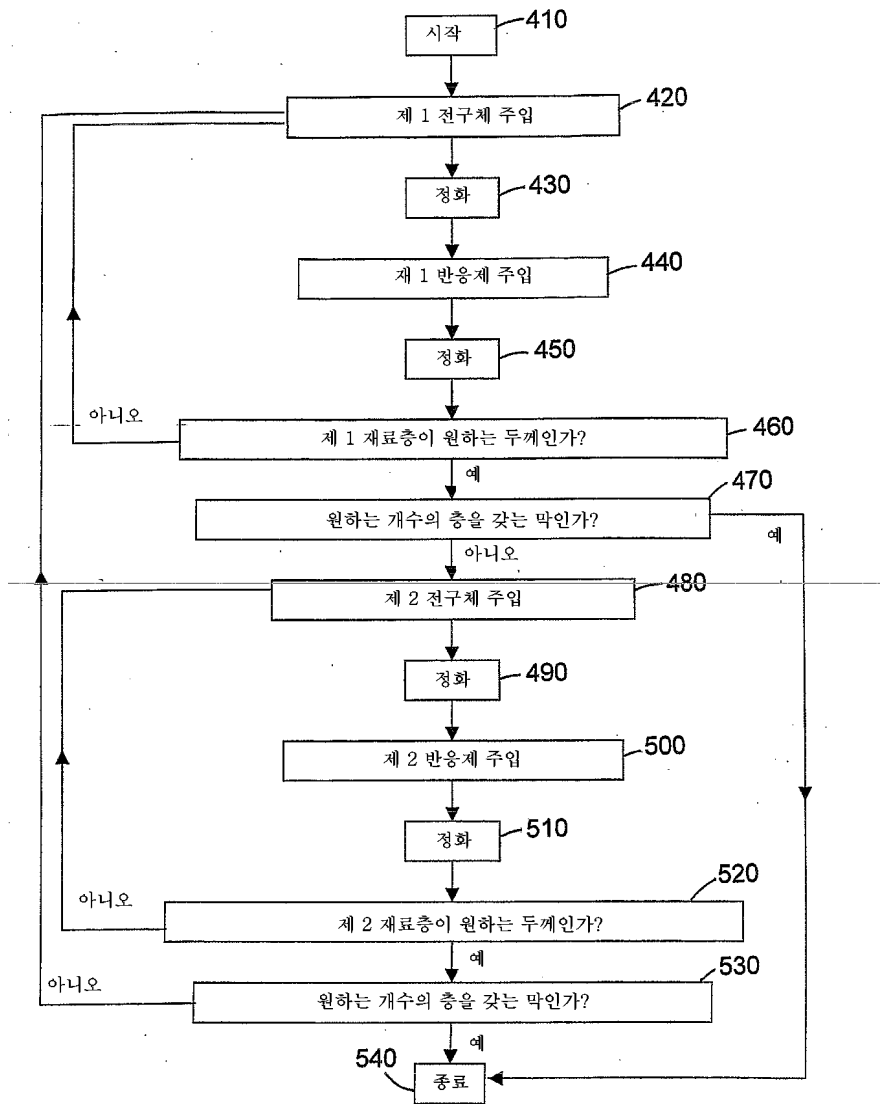 시작
410
제 1 전구체 주입
420
정화
430
재 1 반응제 주입
440
정화
450
아니오
제 1 재료층이 원하는 두께인가?
460
예
470
원하는 개수의 층을 갖는 막인가?
예
아니오
480
제 2 전구체 주입
정화
490
제 2 반응제 주입
500
정화
510
520
아니오
제 2 재료층이 원하는 두께인가?
예
530
아니오
원하는 개수의 층을 갖는 막인가?
예
540
종료